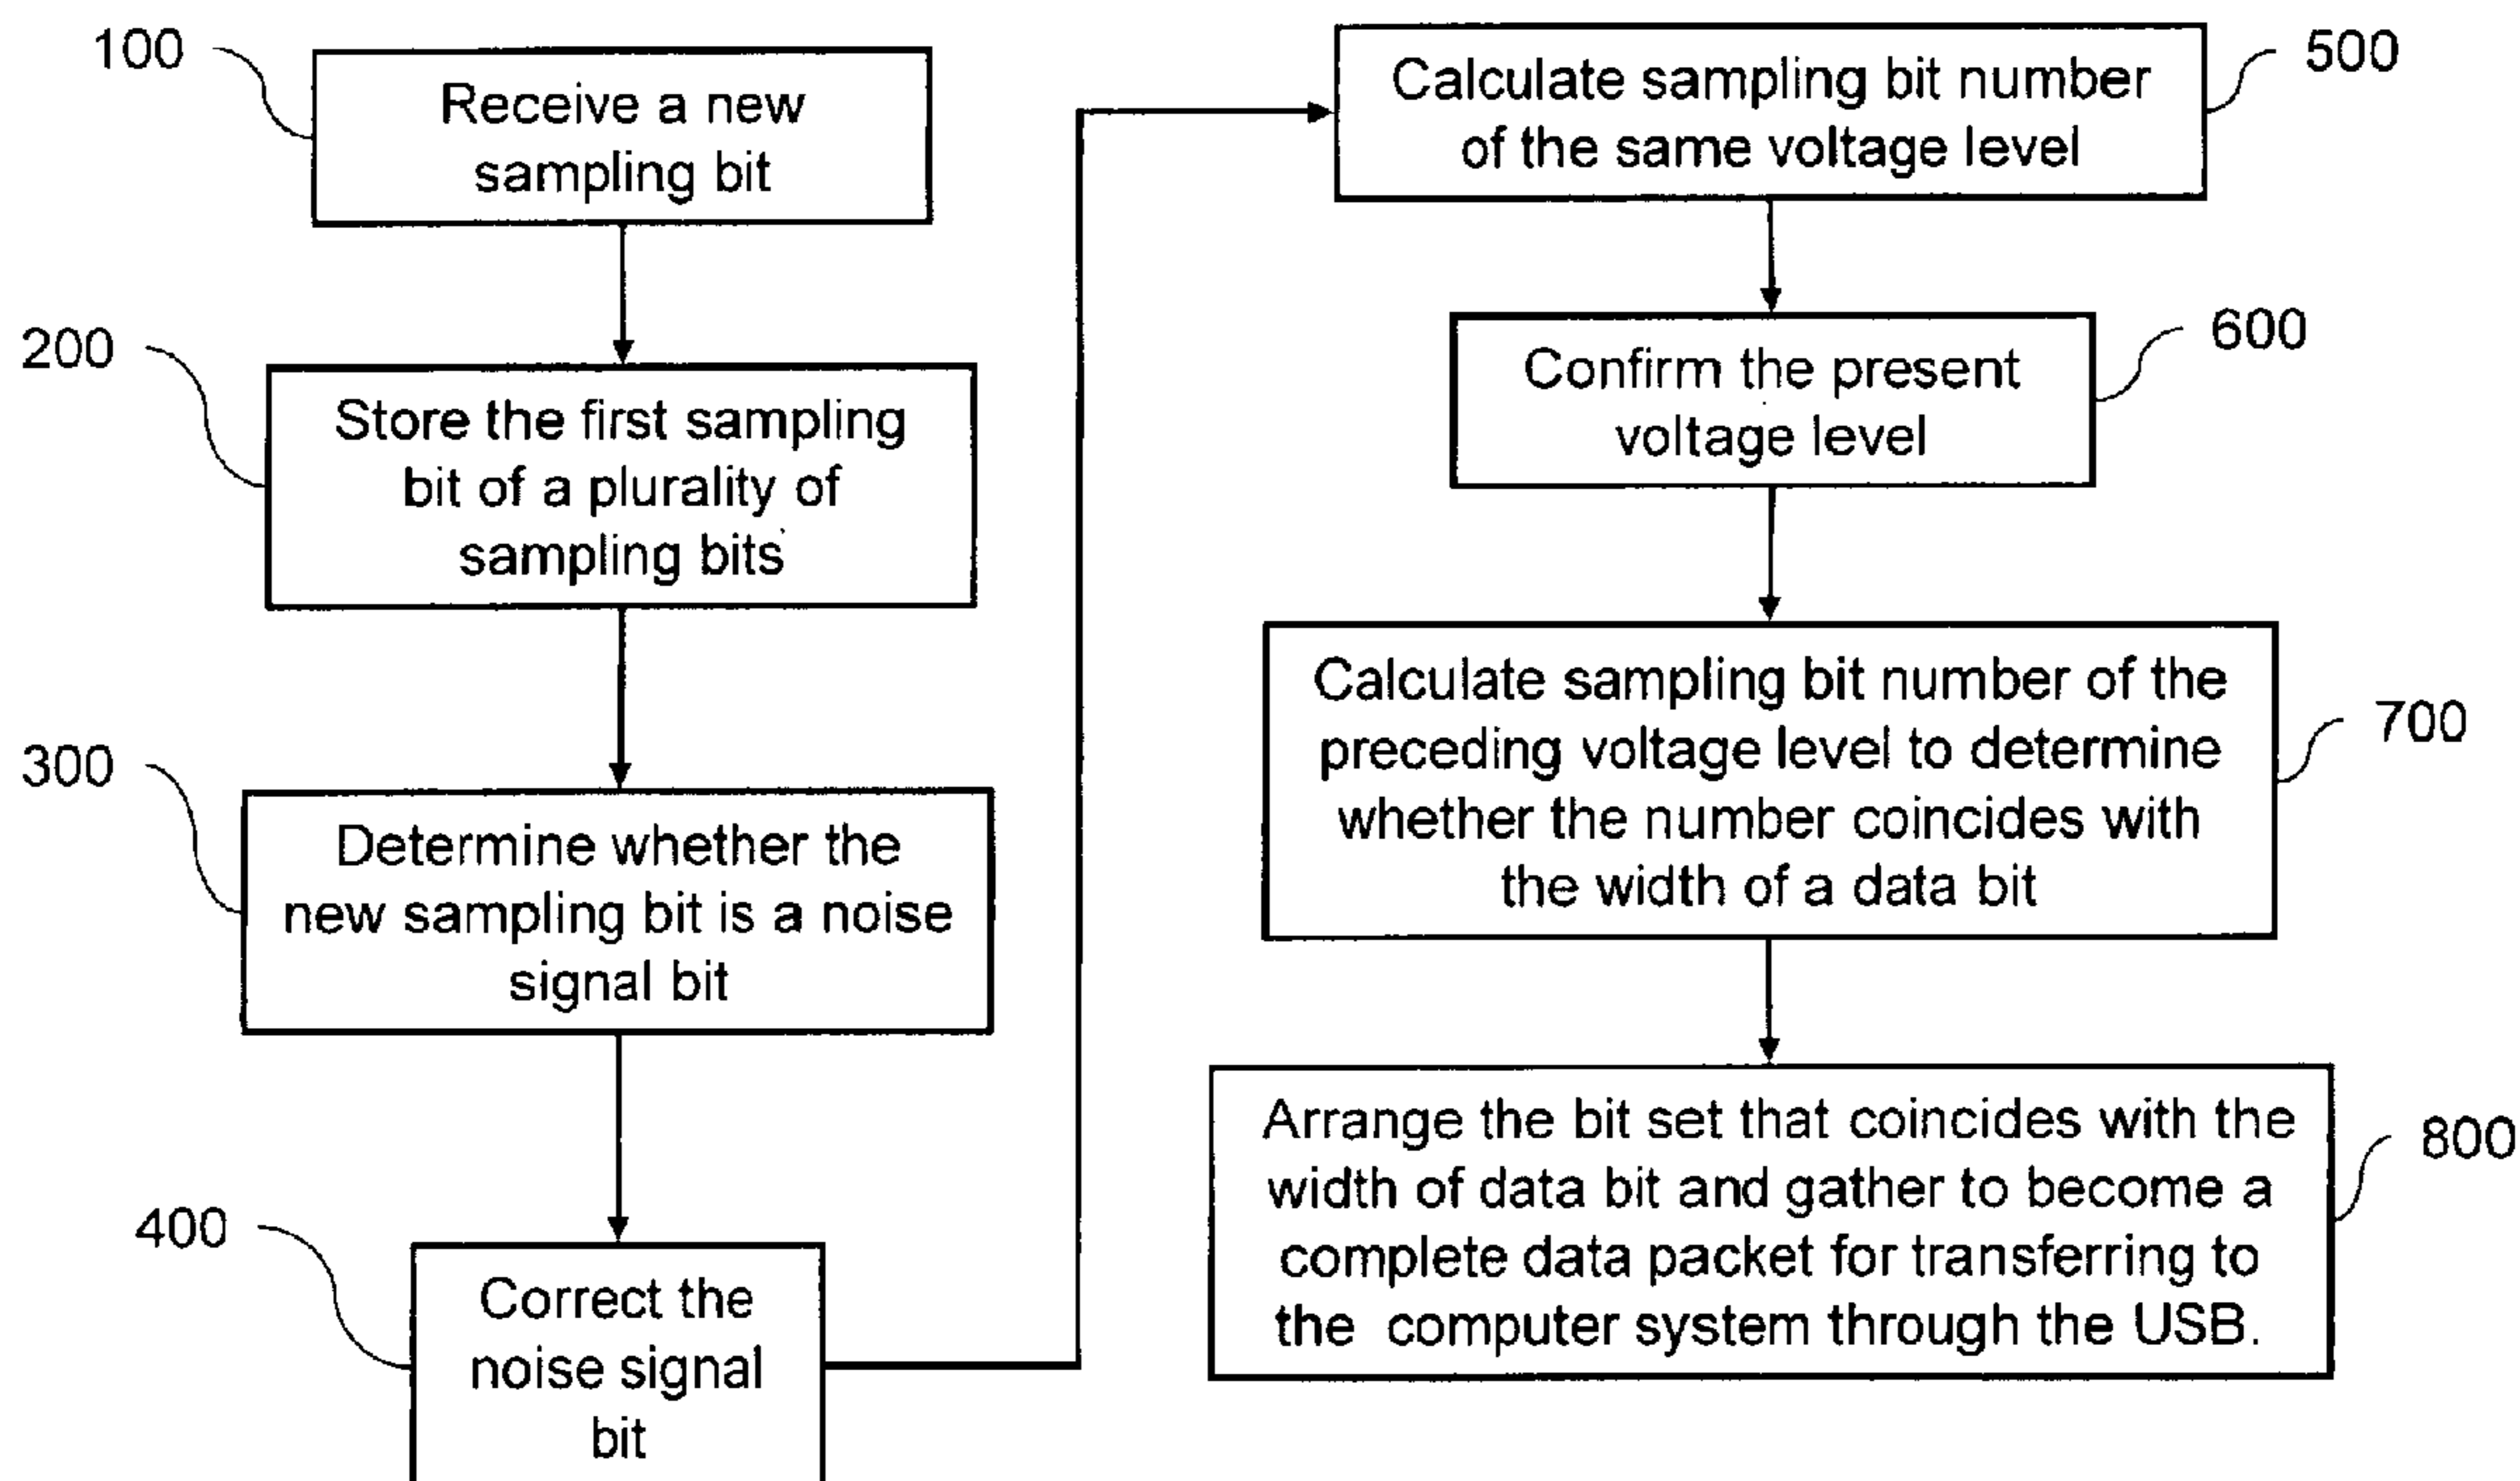 100
Receive a new
sampling bit
200
Store the first sampling
bit of a plurality of
sampling bits
300
Determine whether the
new sampling bit is a noise
signal bit
400
Correct the
noise signal
bit
500
Calculate sampling bit number
of the same voltage level
600
Confirm the present
voltage level
700
Calculate sampling bit number of the
preceding voltage level to determine
whether the number coincides with
the width of a data bit
800
Arrange the bit set that coincides with the
width of data bit and gather to become a
complete data packet for transferring to
the computer system through the USB.